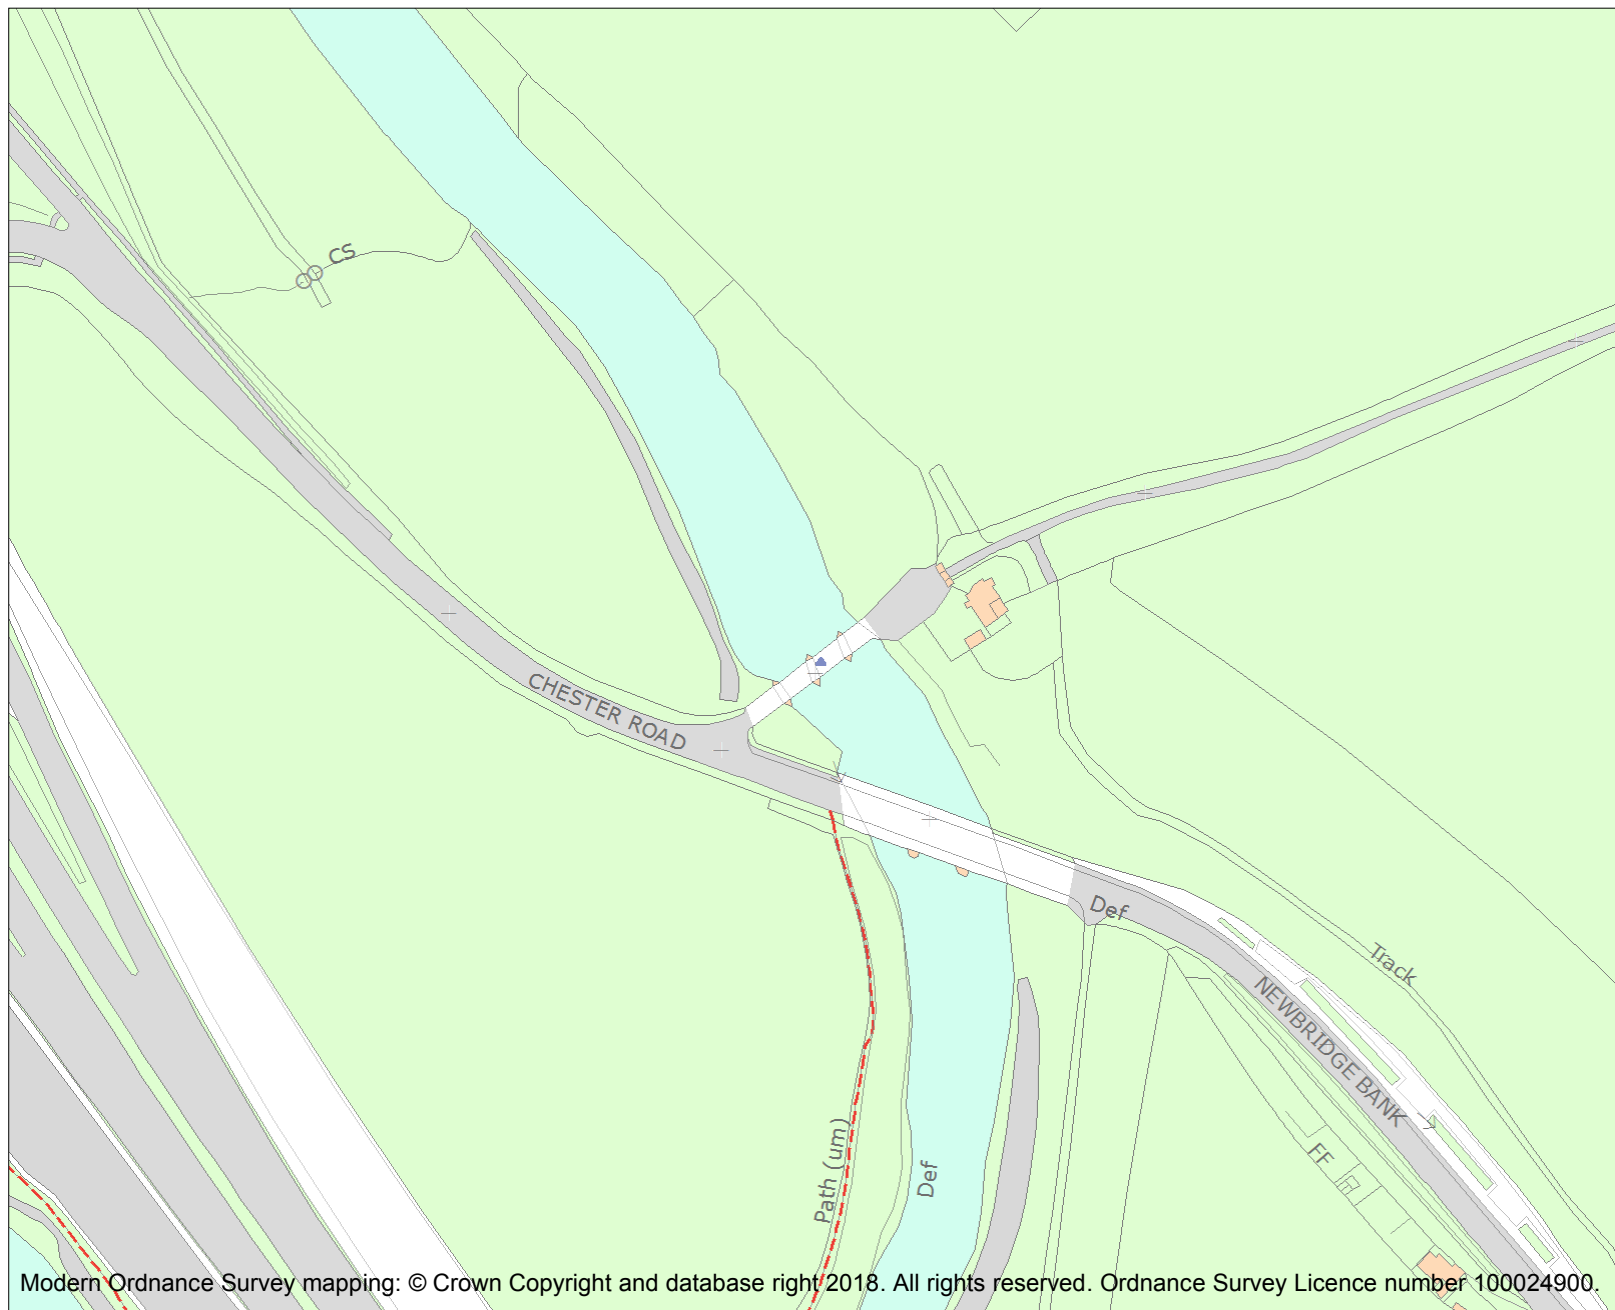 CS
CHESTER ROAD
Def
Track
NEWBRIDGE BANK
Path (um)
Def
FF
Modern Ordnance Survey mapping: © Crown Copyright and database right 2018. All rights reserved. Ordnance Survey Licence number 100024900.